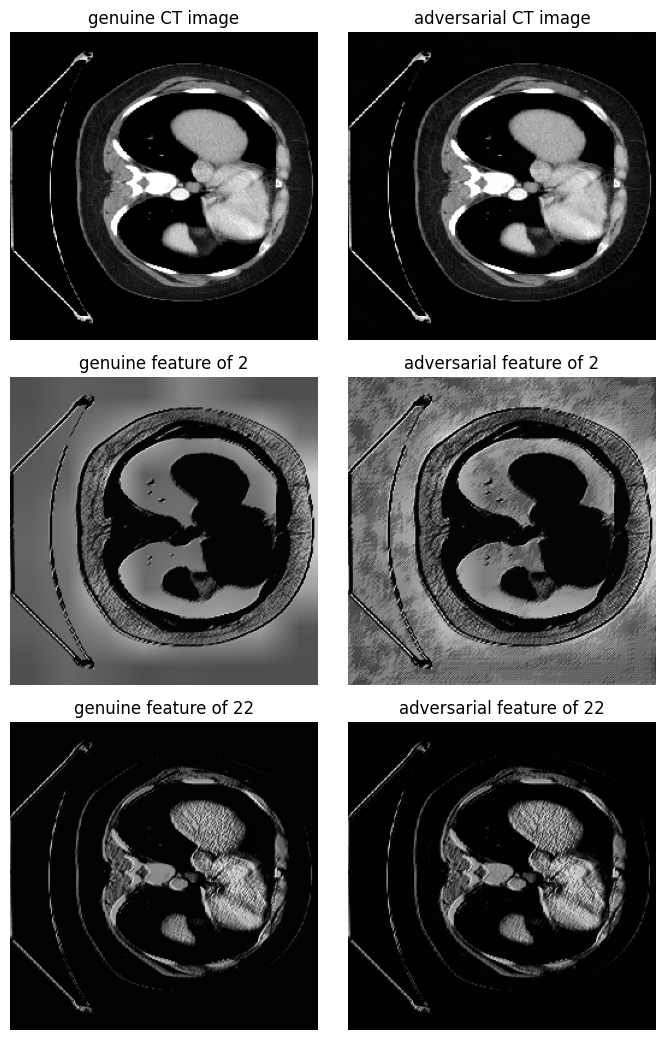 genuine CT image
adversarial CT image
genuine feature of 2
adversarial feature of 2
genuine feature of 22
adversarial feature of 22